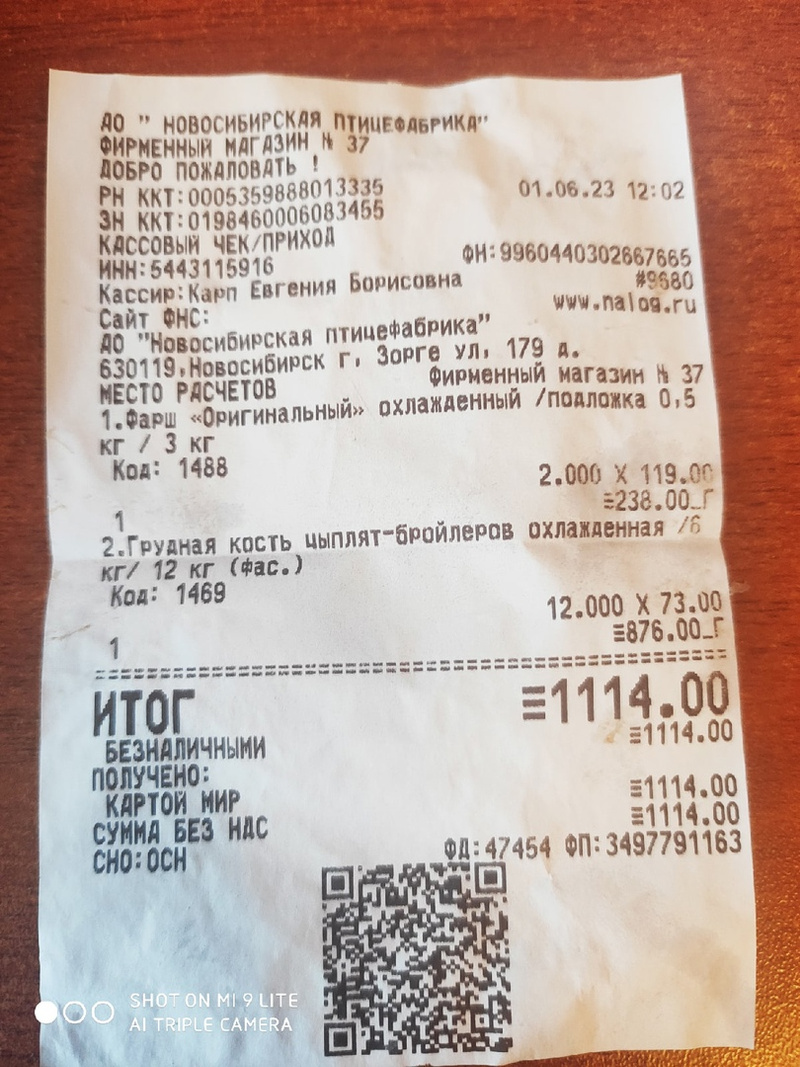 АО " НОВОСИБИРСКАЯ ПТИЦЕФАБРИКА"
ФИРМЕННЫЙ МАГАЗИН № 37
ДОБРО ПОЖАЛОВАТЬ !
РН ККТ:0005359888013335 01.06.23 12:02
ЗН ККТ:0198460006083455
КАССОВЫЙ ЧЕК/ПРИХОД
ИНН:5443115916 ФН:9960440302667665
Кассир:Карп Евгения Борисовна #9680
Сайт ФНС: www.nalog.ru
АО "Новосибирская птицефабрика"
630119,Новосибирск г, Зорге ул, 179 д.
МЕСТО РАСЧЕТОВ Фирменный магазин № 37
1.Фарш «Оригинальный» охлажденный /подложка 0,5
кг / 3 кг
Код: 1488
2.000 X 119.00
1 ≡238.00_Г
2.Грудная кость цыплят-бройлеров охлажденная /6
кг/ 12 кг (фас.)
Код: 1469
12.000 X 73.00
1 ≡876.00_Г
ИТОГ ≡1114.00
БЕЗНАЛИЧНЫМИ ≡1114.00
ПОЛУЧЕНО:
КАРТОЙ МИР ≡1114.00
СУММА БЕЗ НДС ≡1114.00
СНО:ОСН ФД:47454 ФП:3497791163
SHOT ON MI 9 LITE
AI TRIPLE CAMERA